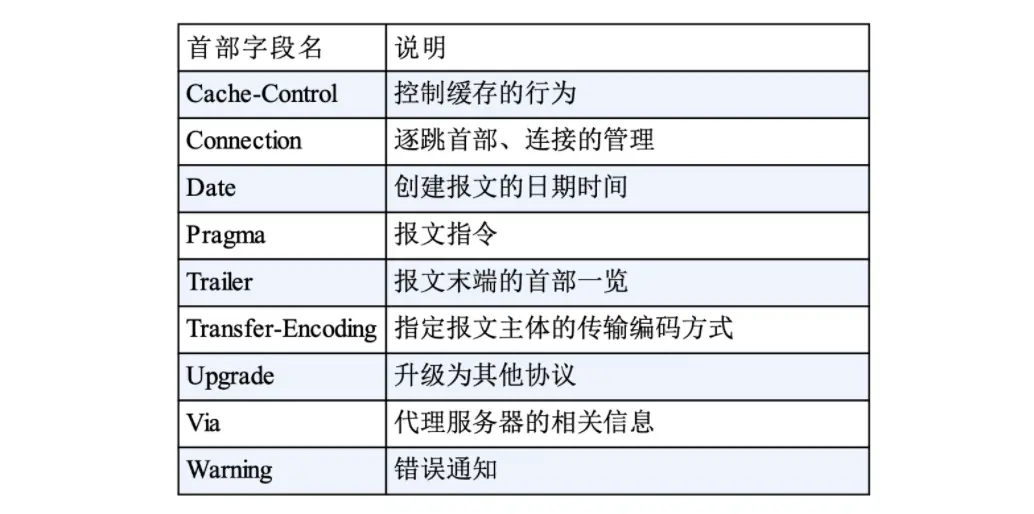 首部字段名 说明
Cache-Control 控制缓存的行为
Connection 逐跳首部、连接的管理
Date 创建报文的日期时间
Pragma 报文指令
Trailer 报文末端的首部一览
Transfer-Encoding 指定报文主体的传输编码方式
Upgrade 升级为其他协议
Via 代理服务器的相关信息
Warning 错误通知